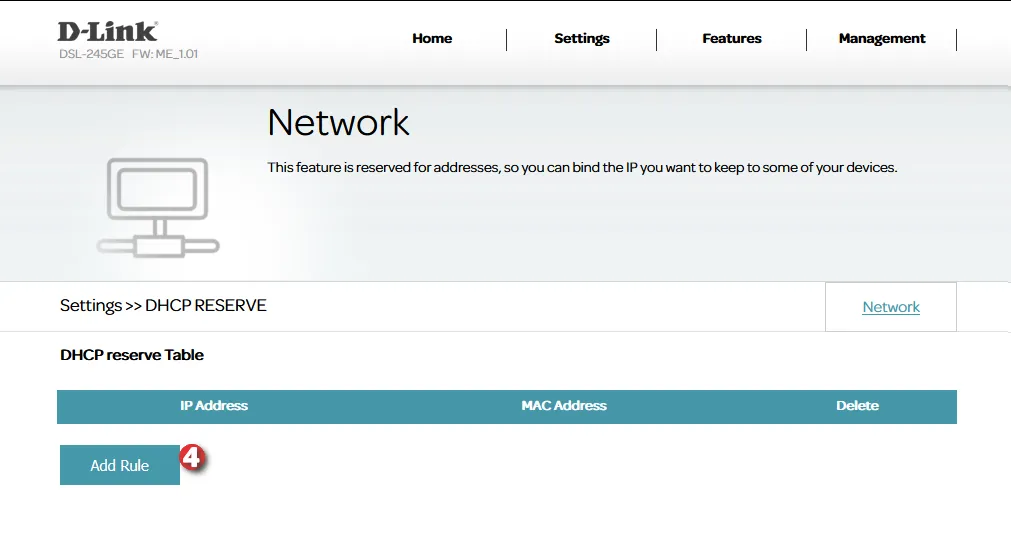 D-Link®
DSL-245GE FW: ME_1.01
Home Settings Features Management
Network
This feature is reserved for addresses, so you can bind the IP you want to keep to some of your devices.
Settings >> DHCP RESERVE
Network
DHCP reserve Table
IP Address MAC Address Delete
Add Rule 4